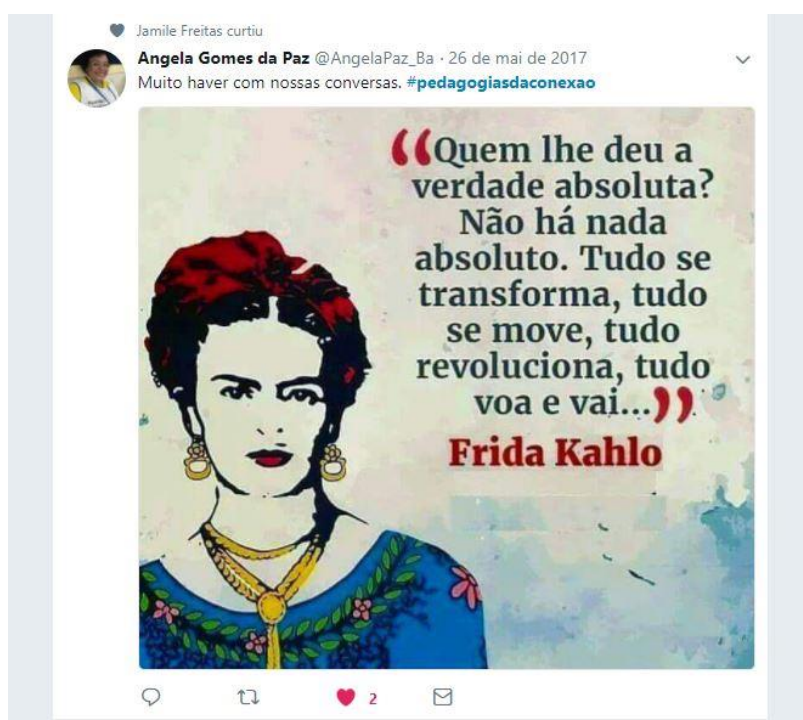 Jamile Freitas curtiu
Angela Gomes da Paz @AngelaPaz_Ba · 26 de mai de 2017
Muito haver com nossas conversas. #pedagogiasdaconexao
“Quem lhe deu a
verdade absoluta?
Não há nada
absoluto. Tudo se
transforma, tudo
se move, tudo
revoluciona, tudo
voa e vai...”.
Frida Kahlo
2